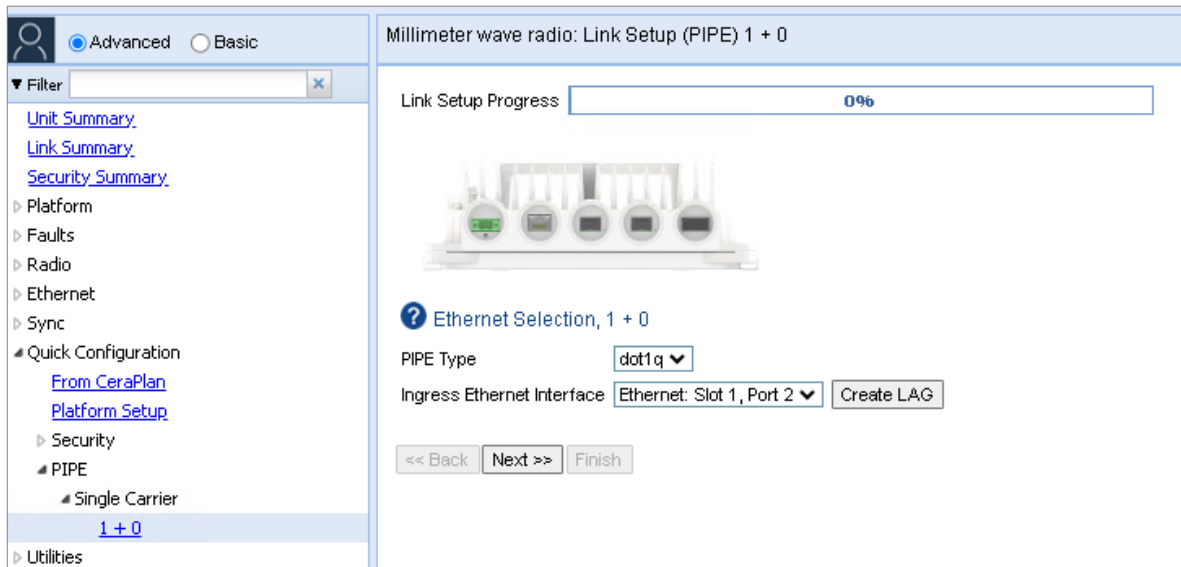 Advanced Basic
Filter
Unit Summary
Link Summary
Security Summary
Platform
Faults
Radio
Ethernet
Sync
Quick Configuration
From CeraPlan
Platform Setup
Security
PIPE
Single Carrier
1 + 0
Utilities
Millimeter wave radio: Link Setup (PIPE) 1 + 0
Link Setup Progress 0%
? Ethernet Selection, 1 + 0
PIPE Type dot1q
Ingress Ethernet Interface Ethernet: Slot 1, Port 2 Create LAG
<< Back Next >> Finish